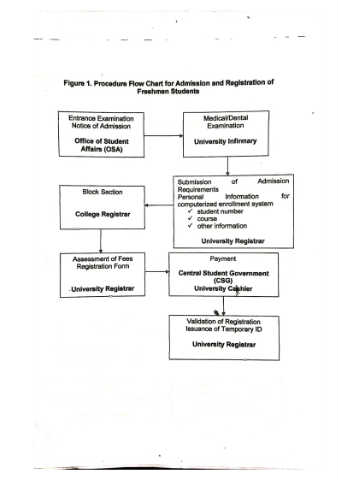 Figure 1. Procedure Flow Chart for Admission and Registration of
Freshmen Students
Entrance Examination
Notice of Admission
Office of Student
Affairs (OSA)
Medical/Dental
Examination
University Infirmary
Submission of Admission
Requirements
Personal Information for
computerized enrollment system
✓ student number
✓ course
✓ other information
University Registrar
Block Section
College Registrar
Assessment of Fees
Registration Form
University Registrar
Payment
Central Student Government
(CSG)
University Cashier
Validation of Registration
Issuance of Temporary ID
University Registrar